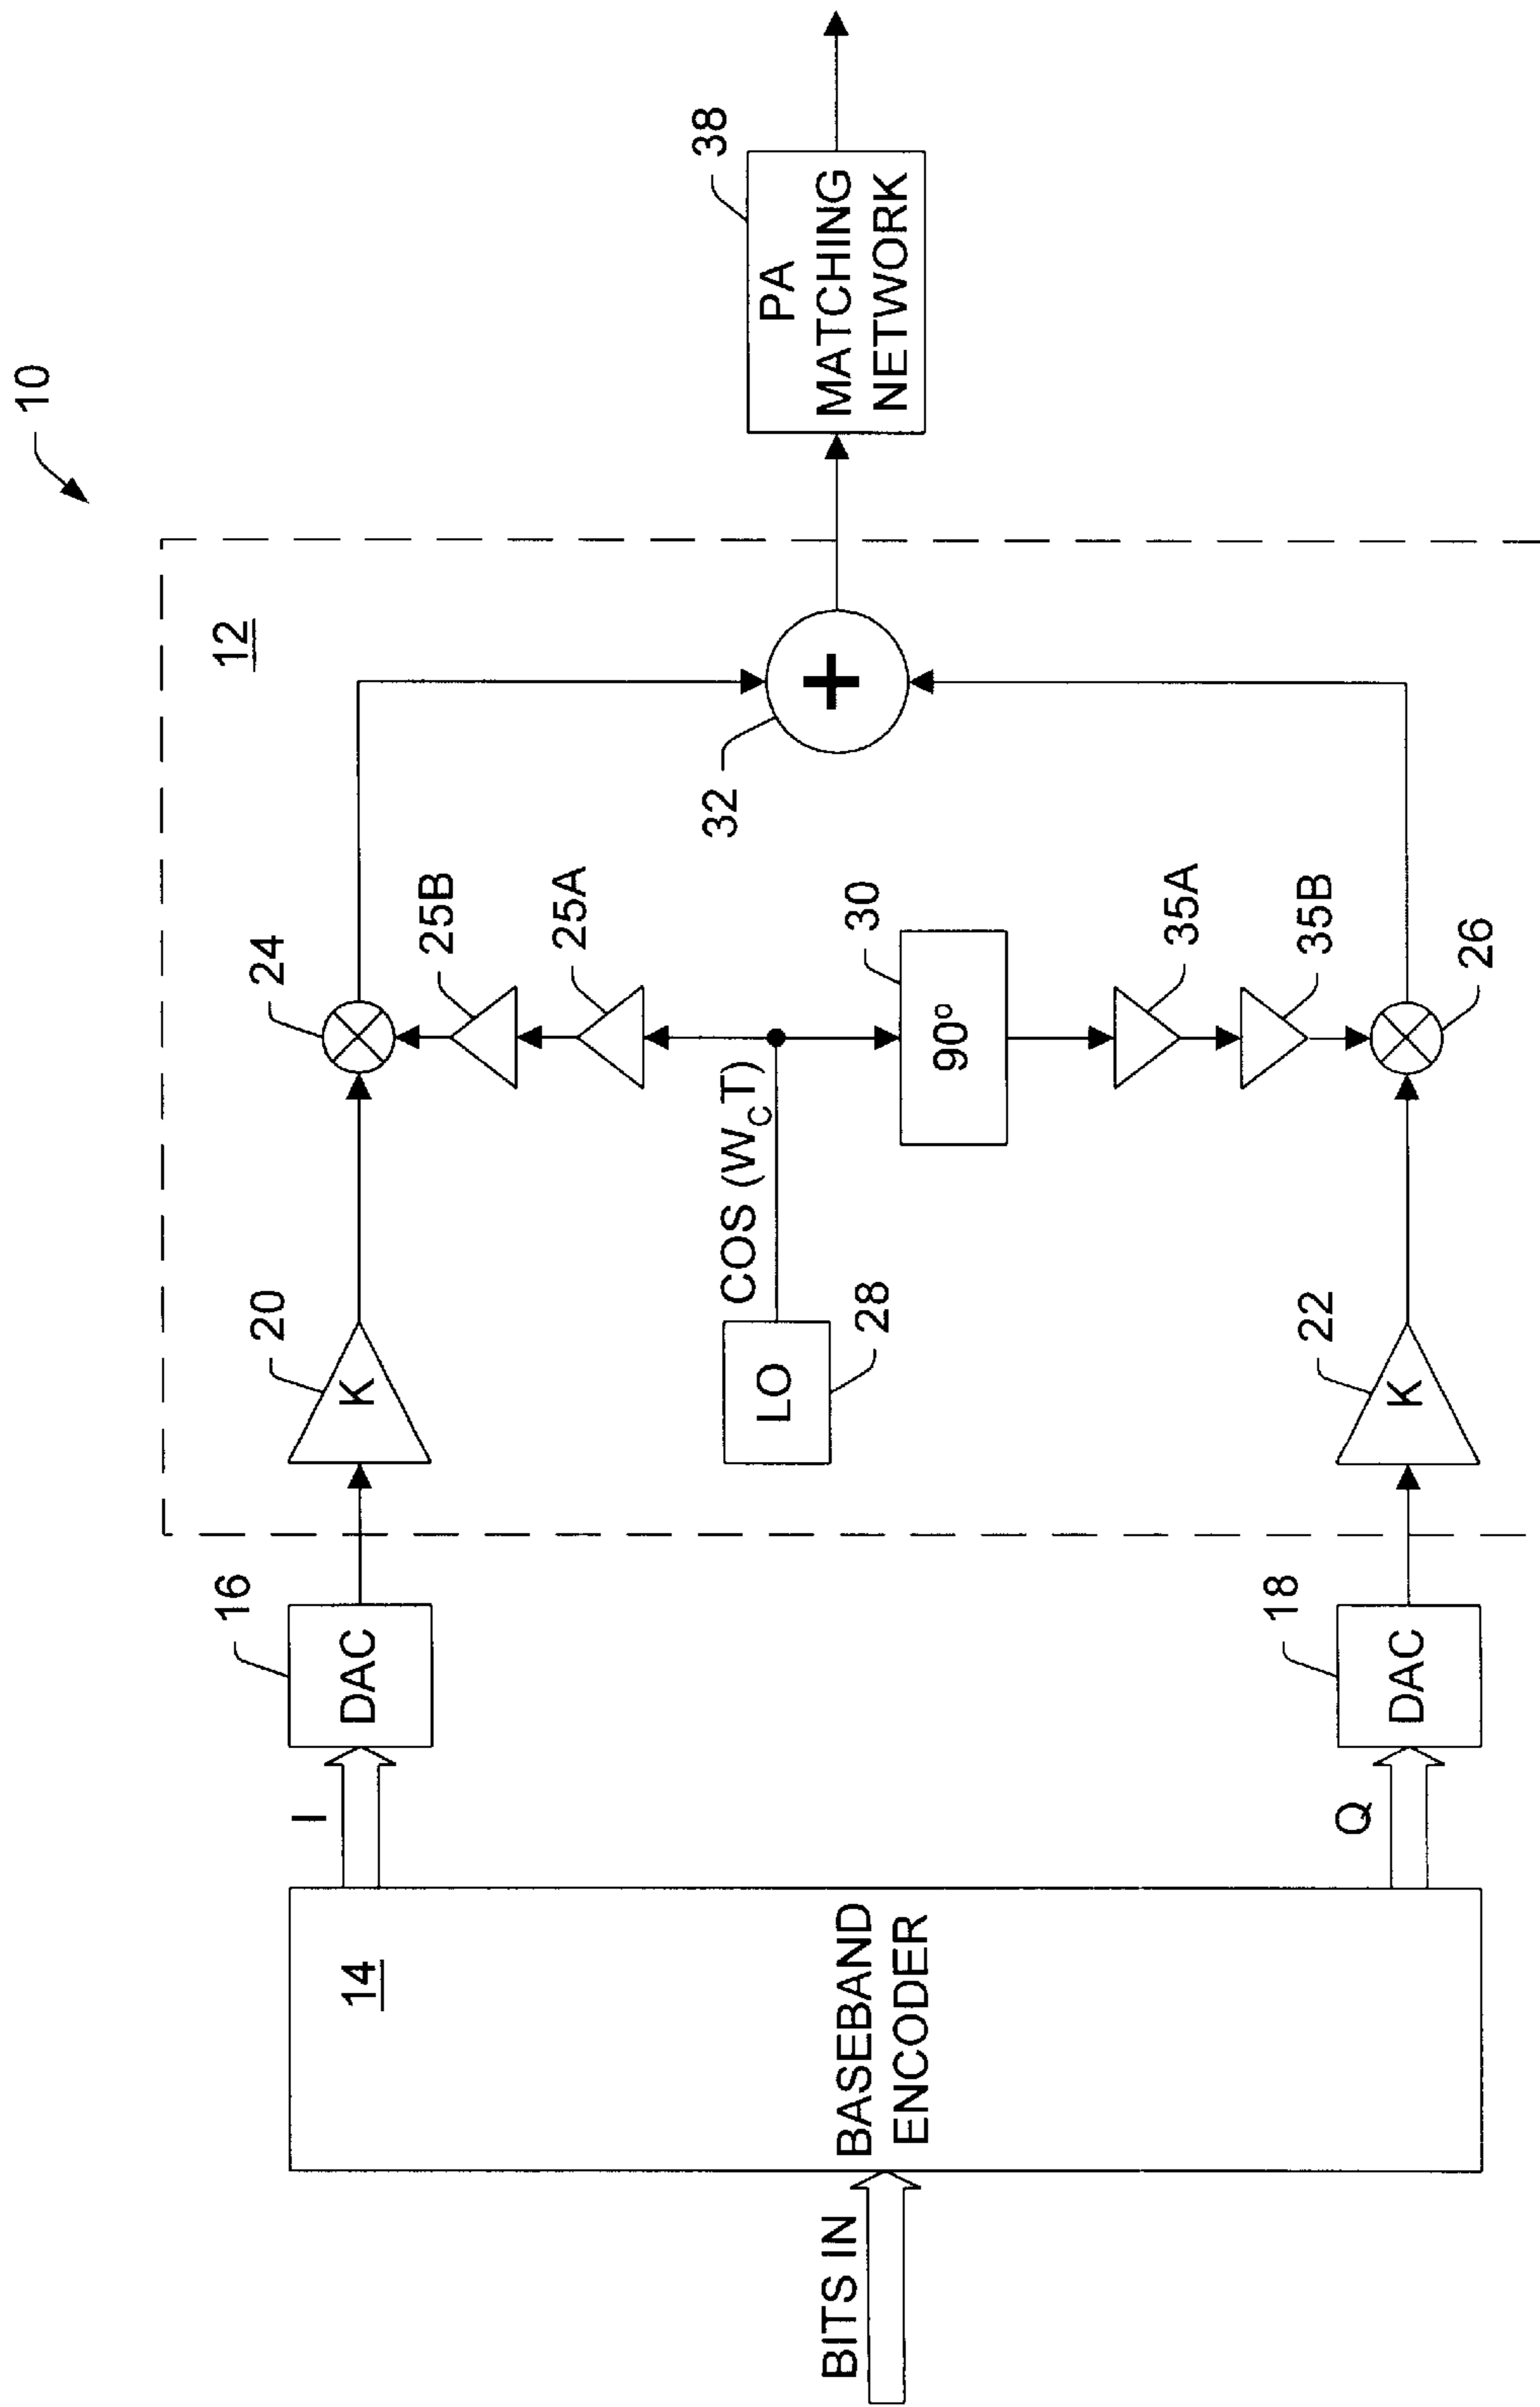 10
12
BITS IN
14
BASEBAND
ENCODER
I
16
DAC
20
K
24
25B
25A
COS (W_CT)
LO
28
30
90°
35A
35B
26
32
+
38
PA
MATCHING
NETWORK
Q
18
DAC
22
K